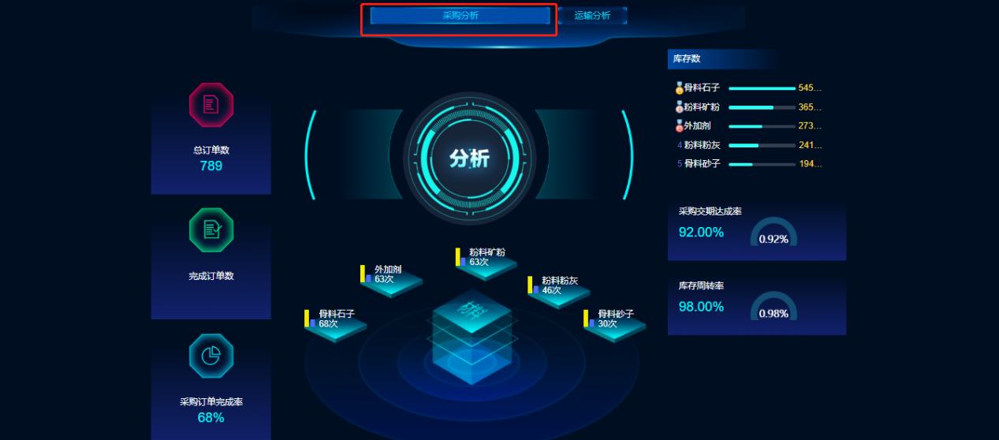 采购分析
运输分析
总订单数
789
完成订单数
采购订单完成率
68%
分析
外加剂
63次
粉料矿粉
63次
粉料粉灰
46次
骨料石子
68次
骨料砂子
30次
材料
库存数
骨料石子 545...
粉料矿粉 365...
外加剂 273...
4 粉料粉灰 241...
5 骨料砂子 194...
采购交期达成率
92.00%
0.92%
库存周转率
98.00%
0.98%